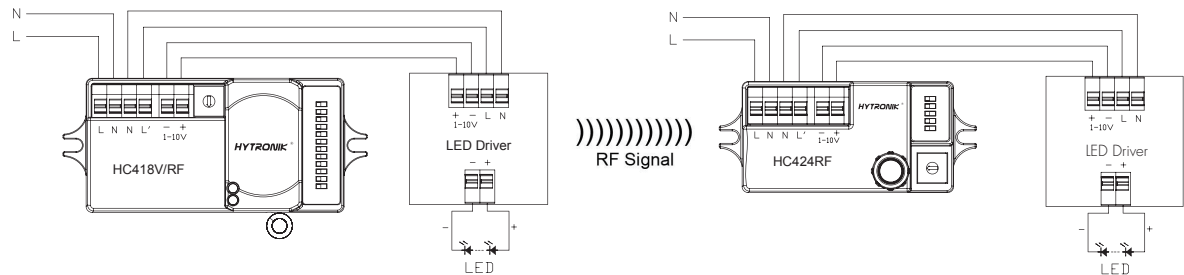 N
L
L N N L' - +
1-10V
HYTRONIK®
HC418V/RF
+ - L N
1-10V
LED Driver
- +
- +
LED
RF Signal
N
L
L N N L' - +
1-10V
HYTRONIK®
HC424RF
+ - L N
1-10V
LED Driver
- +
- +
LED